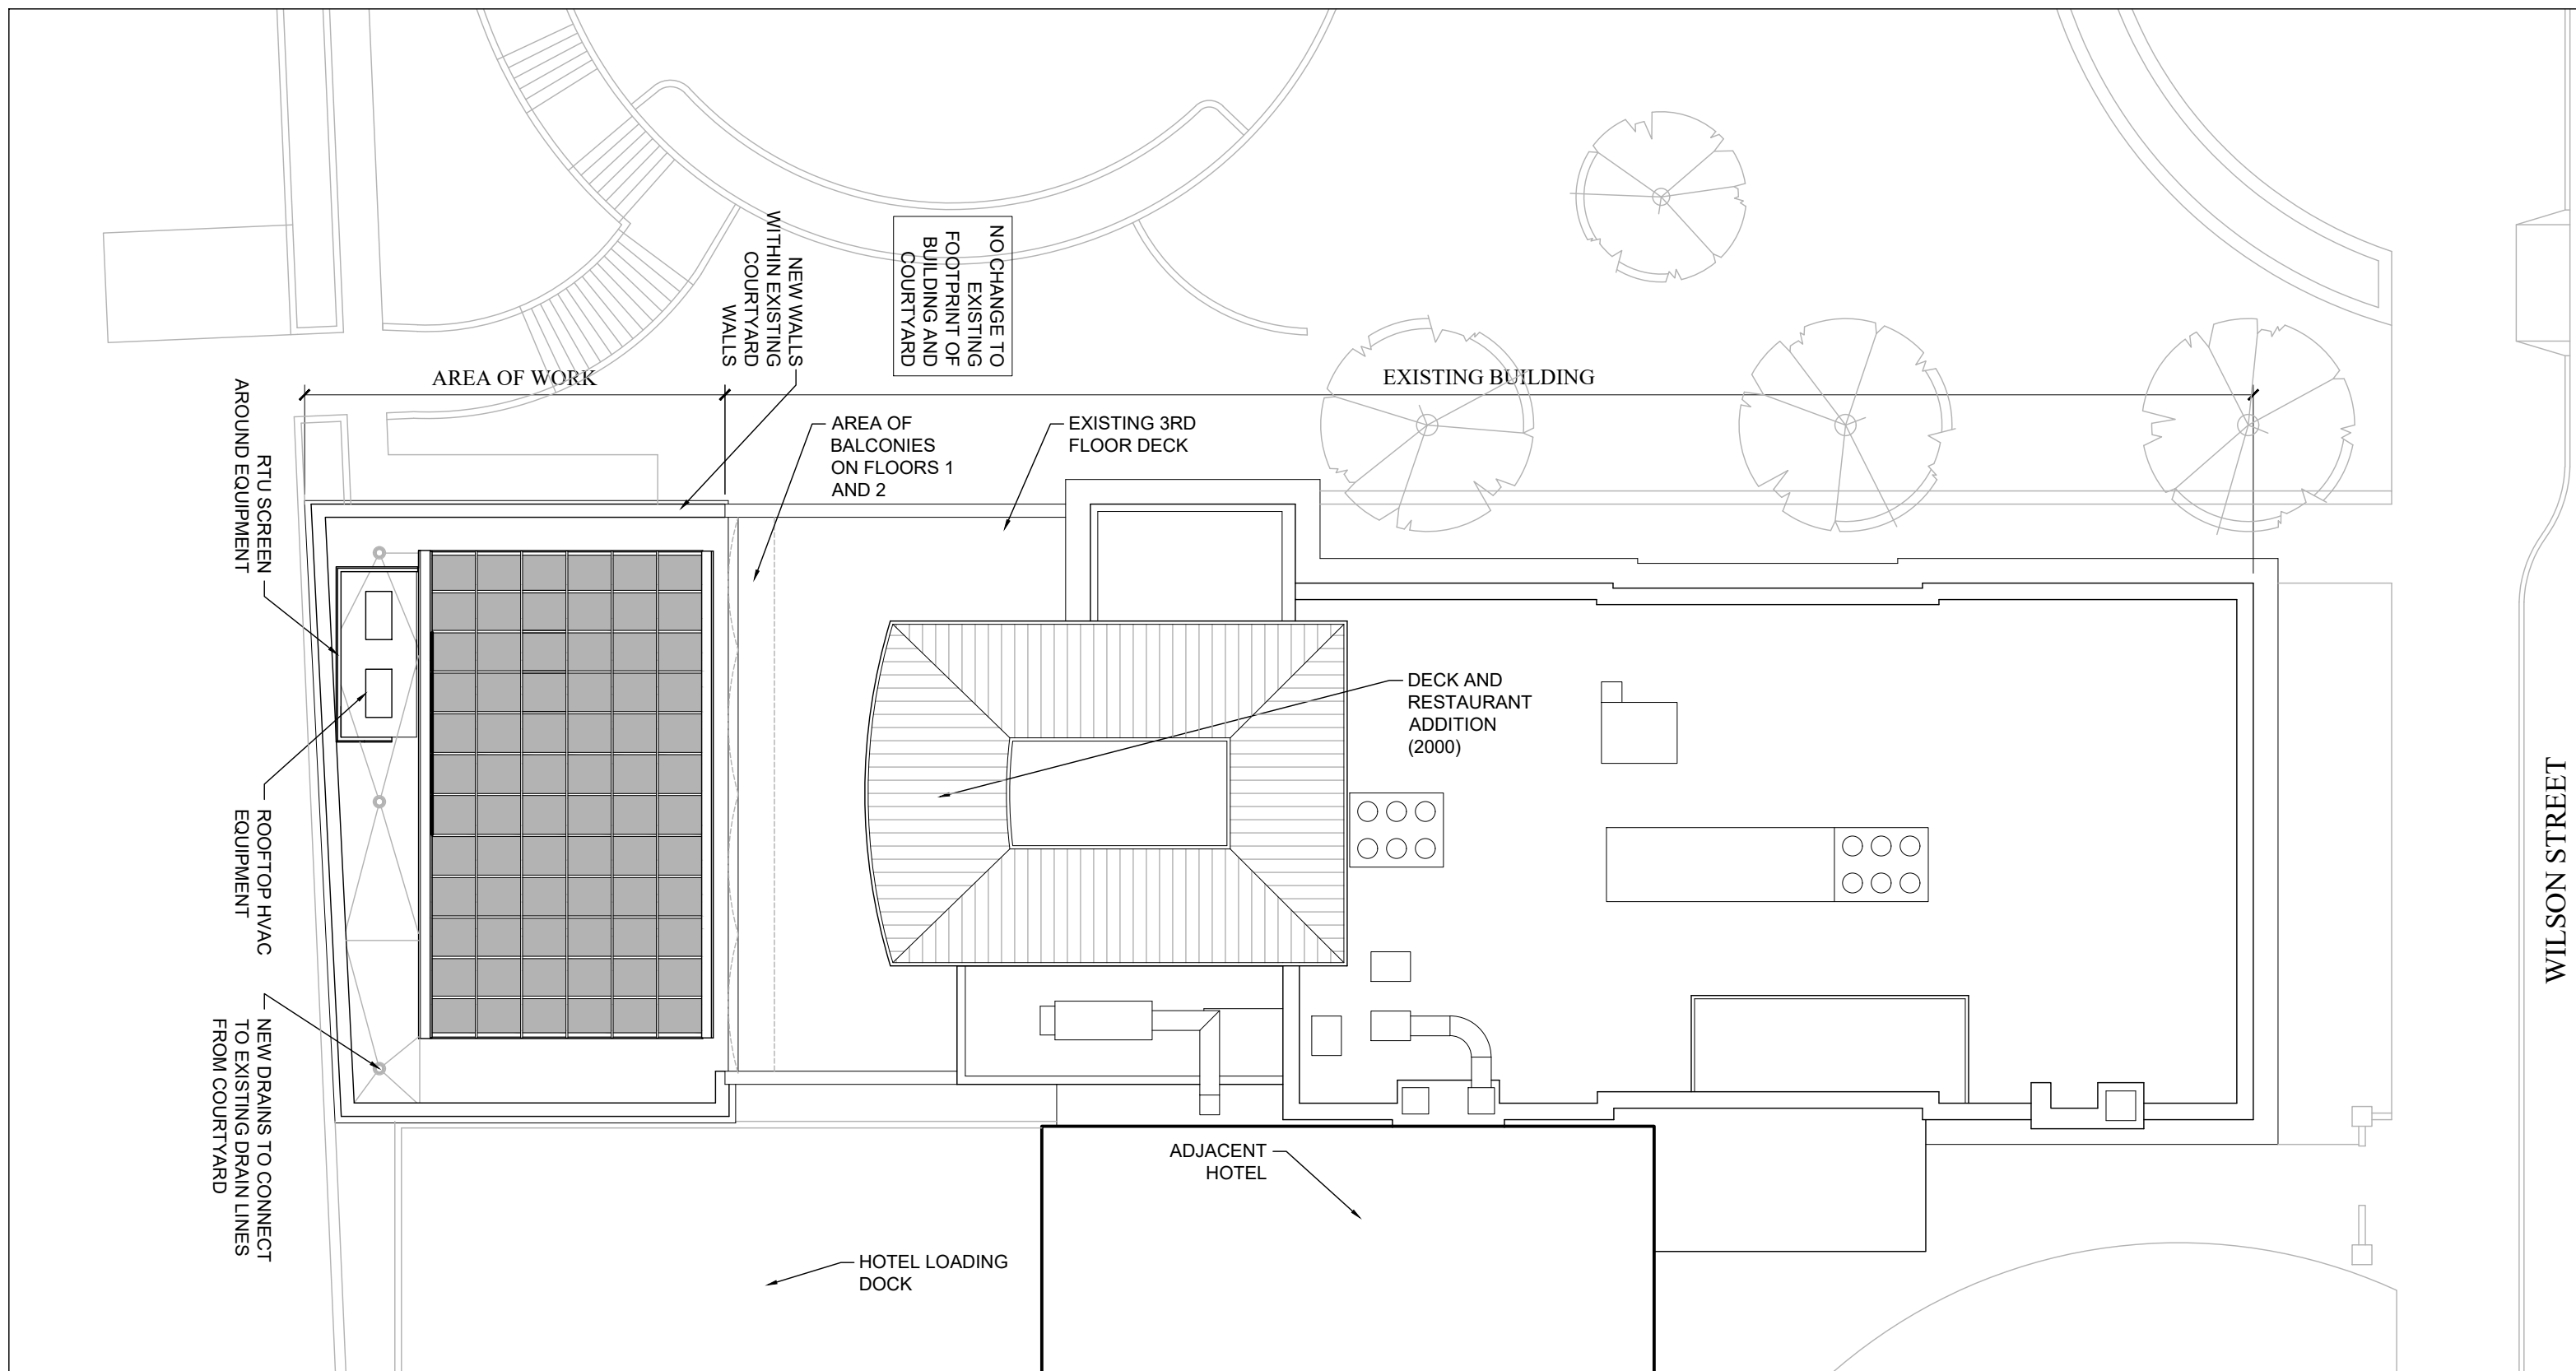 NO CHANGE TO
EXISTING
FOOTPRINT OF
BUILDING AND
COURTYARD
NEW WALLS
WITHIN EXISTING
COURTYARD
WALLS
AREA OF WORK
EXISTING BUILDING
RTU SCREEN
AROUND EQUIPMENT
AREA OF
BALCONIES
ON FLOORS 1
AND 2
EXISTING 3RD
FLOOR DECK
DECK AND
RESTAURANT
ADDITION
(2000)
ROOFTOP HVAC
EQUIPMENT
WILSON STREET
NEW DRAINS TO CONNECT
TO EXISTING DRAIN LINES
FROM COURTYARD
ADJACENT
HOTEL
HOTEL LOADING
DOCK